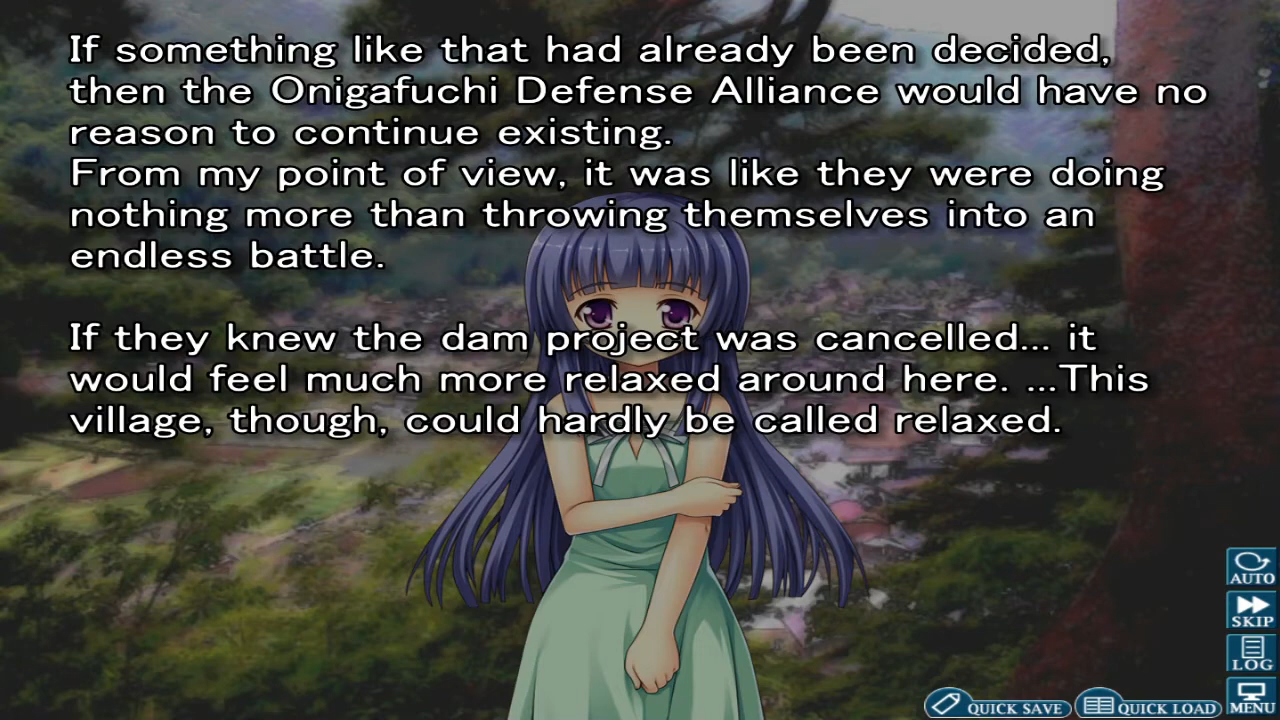 If something like that had already been decided,
then the Onigafuchi Defense Alliance would have no
reason to continue existing.
From my point of view, it was like they were doing
nothing more than throwing themselves into an
endless battle.
If they knew the dam project was cancelled... it
would feel much more relaxed around here. ...This
village, though, could hardly be called relaxed.
AUTO
SKIP
LOG
MENU
QUICK SAVE
QUICK LOAD